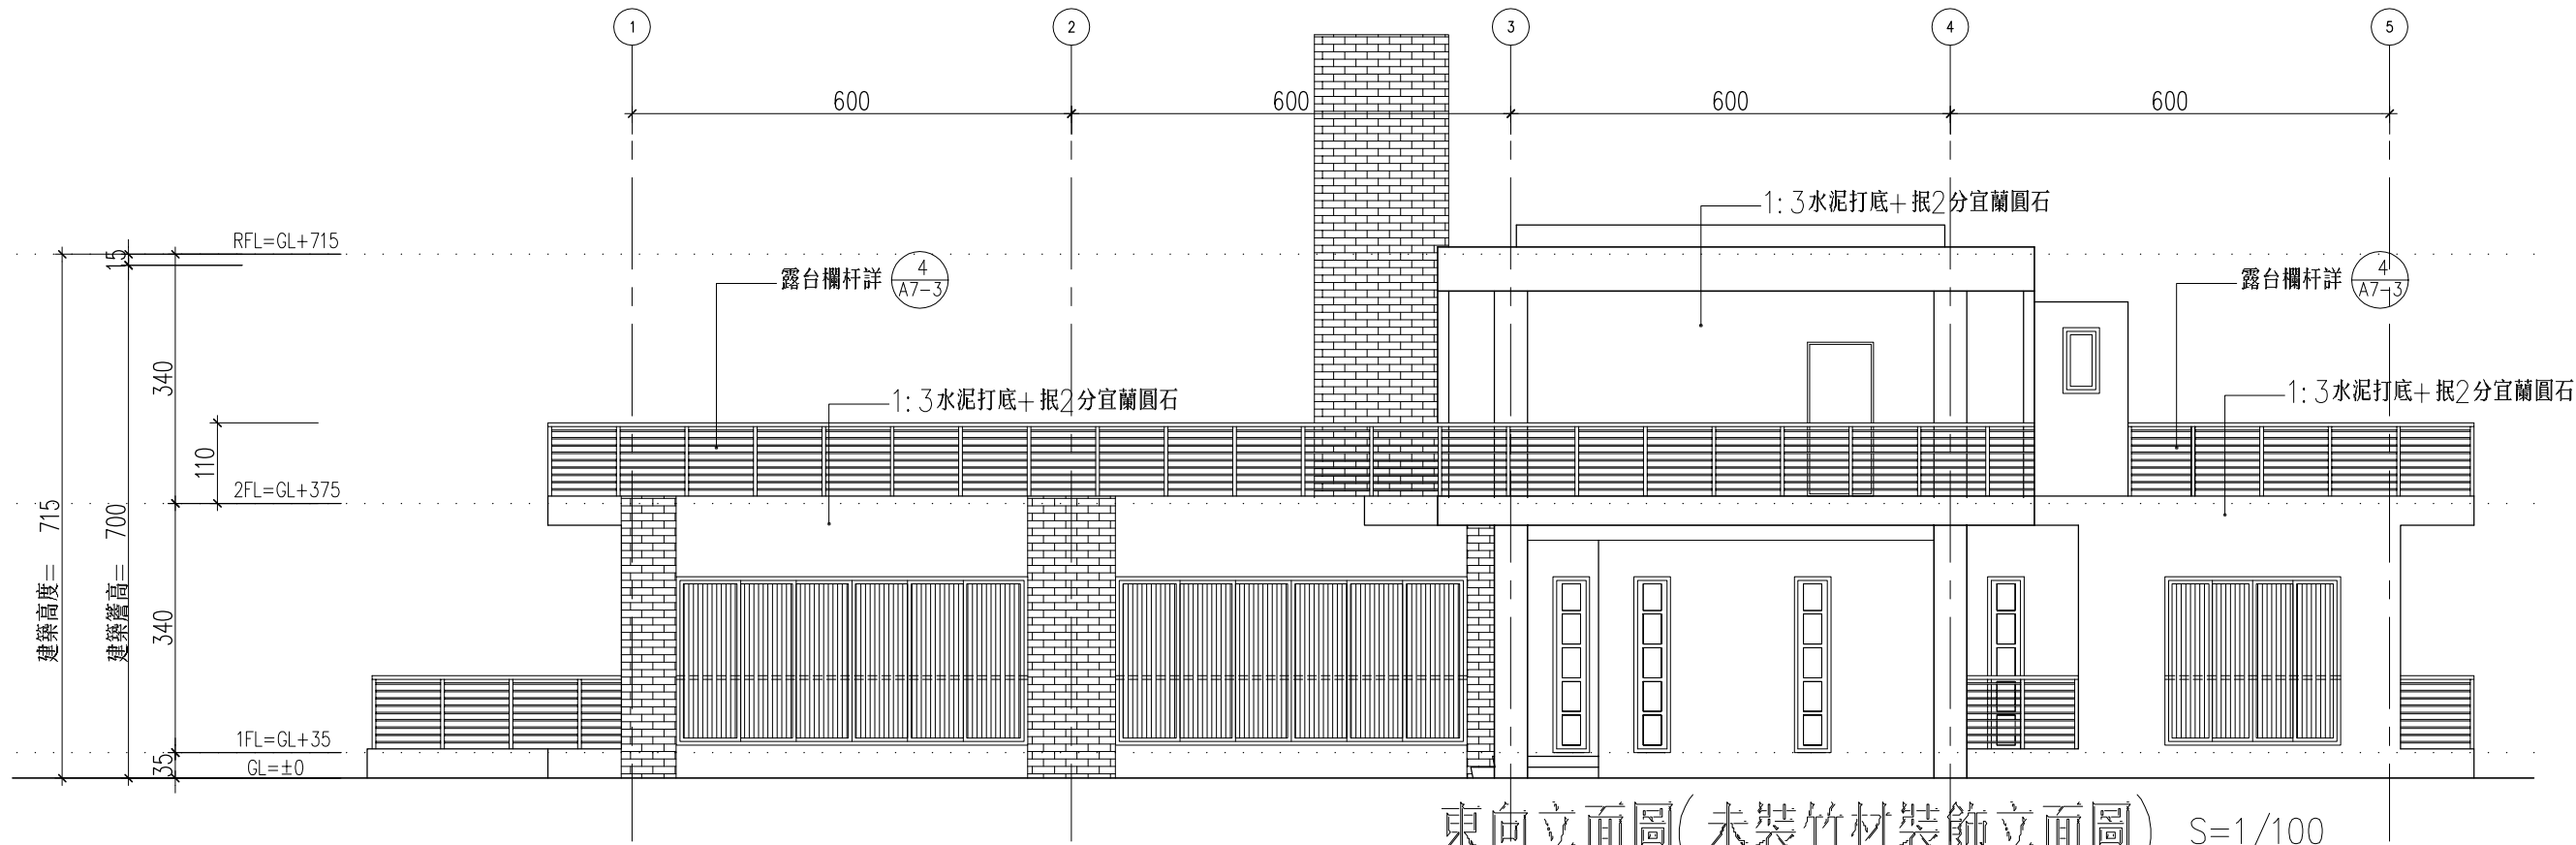 1
2
3
4
5
600
600
600
600
1:3水泥打底+抿2分宜蘭圓石
RFL=GL+715
15
露台欄杆詳
4
A7-3
露台欄杆詳
4
A7-3
340
1:3水泥打底+抿2分宜蘭圓石
1:3水泥打底+抿2分宜蘭圓石
110
2FL=GL+375
建築高度= 715
建築簷高= 700
340
1FL=GL+35
35
GL=±0
東向立面圖(未裝竹材裝飾立面圖) S=1/100